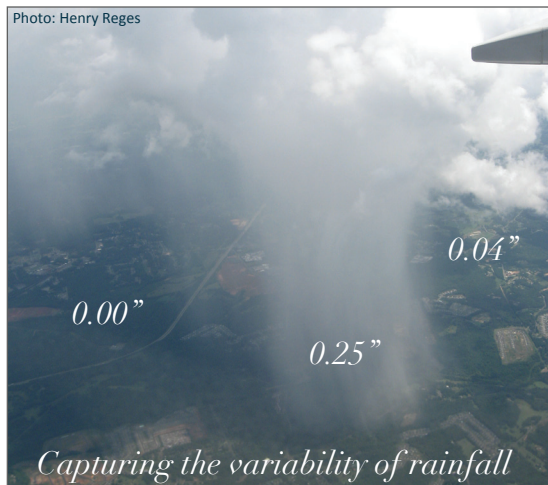 Photo: Henry Reges
0.04”
0.00”
0.25”
Capturing the variability of rainfall